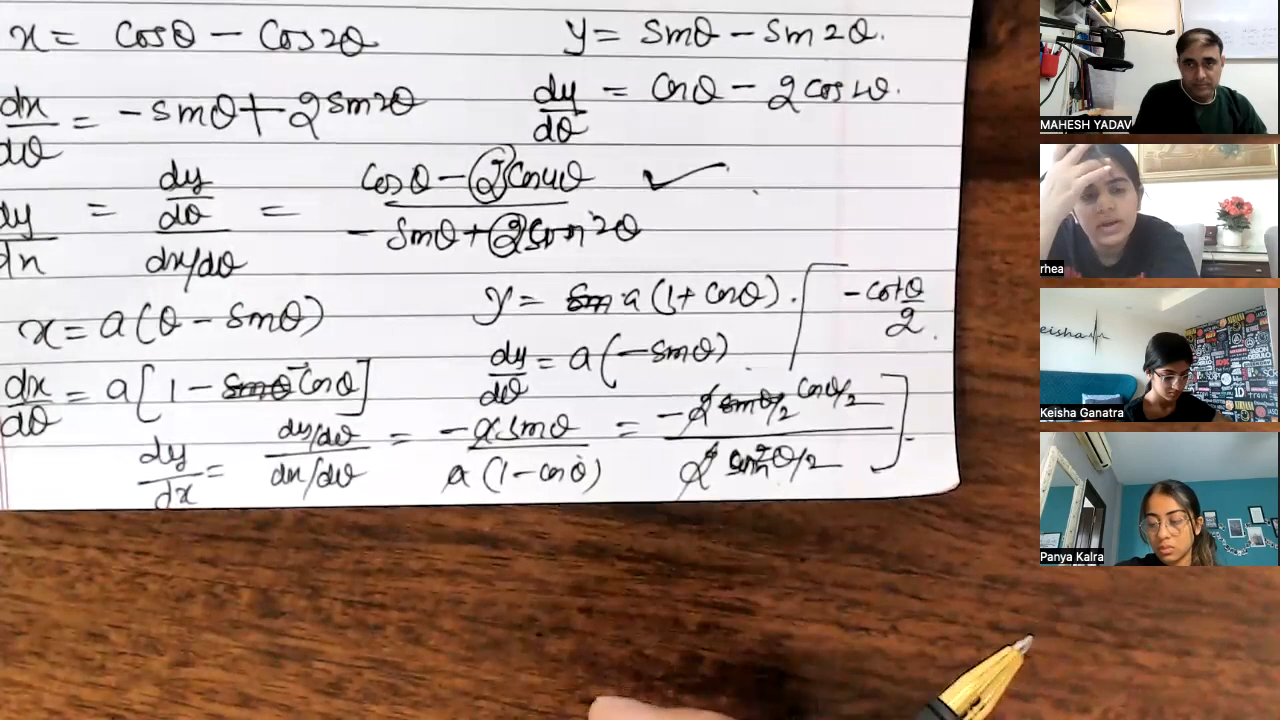 x = cosθ - cos2θ
y = sinθ - sin2θ.
dx/dθ = -sinθ + 2sin2θ
dy/dθ = cosθ - 2cos2θ.
dy/dx = (dy/dθ)/(dx/dθ) = (cosθ - 2cos2θ)/(-sinθ + 2sin2θ) ✓
x = a(θ - sinθ)
y = a(1 + cosθ).
-cot θ/2.
dx/dθ = a[1 - cosθ]
dy/dθ = a(-sinθ)
dy/dx = (dy/dθ)/(dx/dθ) = -a sinθ/a(1 - cosθ) = (-2 sinθ/2 cosθ/2)/(2 sin²θ/2)
MAHESH YADAV
rhea
keisha
Keisha Ganatra
1D
Panya Kalra